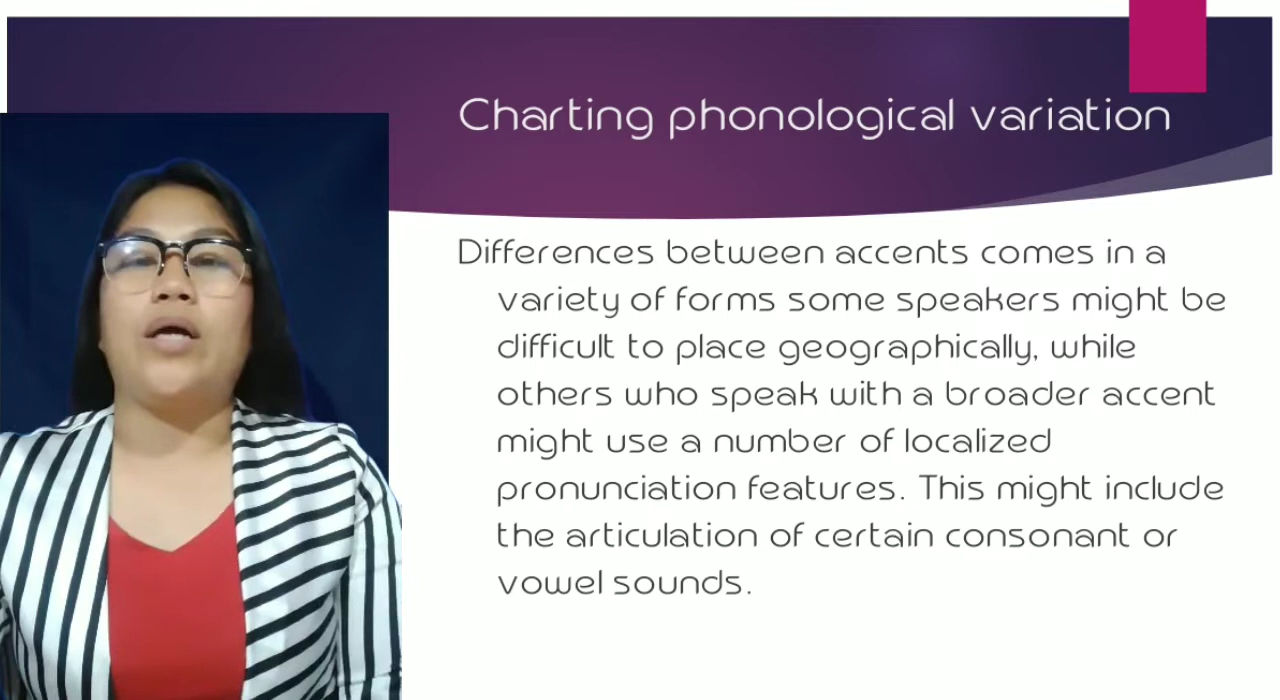 Charting phonological variation
Differences between accents comes in a
variety of forms some speakers might be
difficult to place geographically, while
others who speak with a broader accent
might use a number of localized
pronunciation features. This might include
the articulation of certain consonant or
vowel sounds.